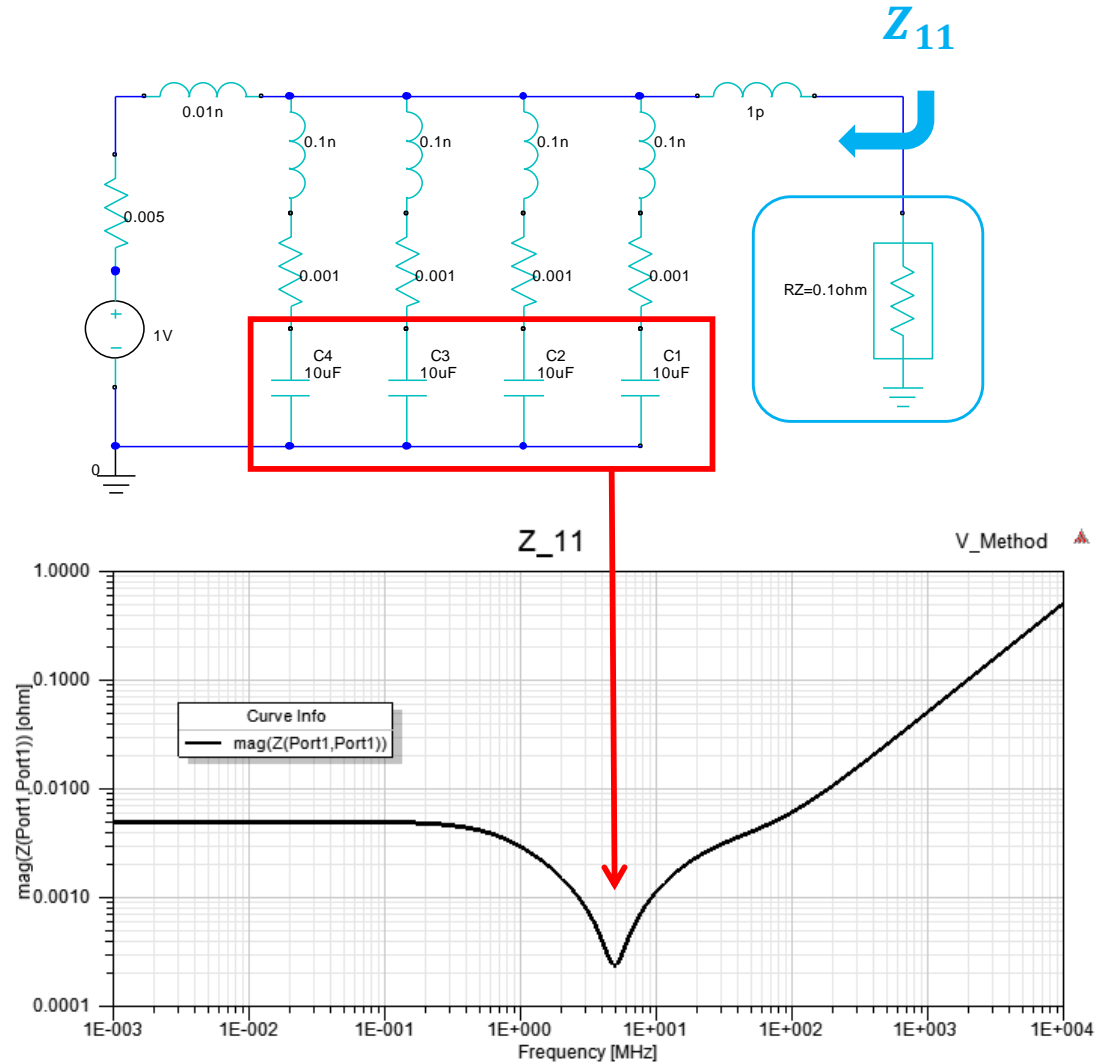 Z11
0.01n
1p
0.1n
0.1n
0.1n
0.1n
0.005
0.001
0.001
0.001
0.001
RZ=0.1ohm
1V
C4
10uF
C3
10uF
C2
10uF
C1
10uF
0
Z_11
V_Method
1.0000
0.1000
0.0100
0.0010
0.0001
mag(Z(Port1,Port1)) [ohm]
Curve Info
mag(Z(Port1,Port1))
1E-003
1E-002
1E-001
1E+000
1E+001
1E+002
1E+003
1E+004
Frequency [MHz]